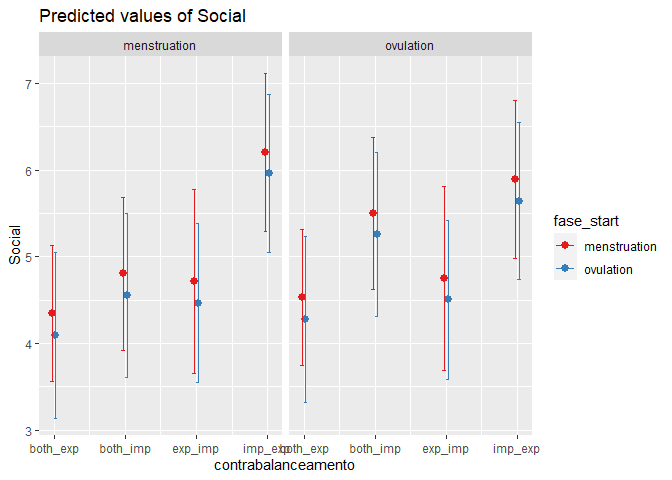 Predicted values of Social
menstruation ovulation
7
6
5
4
3
Social
both_exp both_imp exp_imp imp_exp both_exp both_imp exp_imp imp_exp
contrabalanceamento
fase_start
menstruation
ovulation